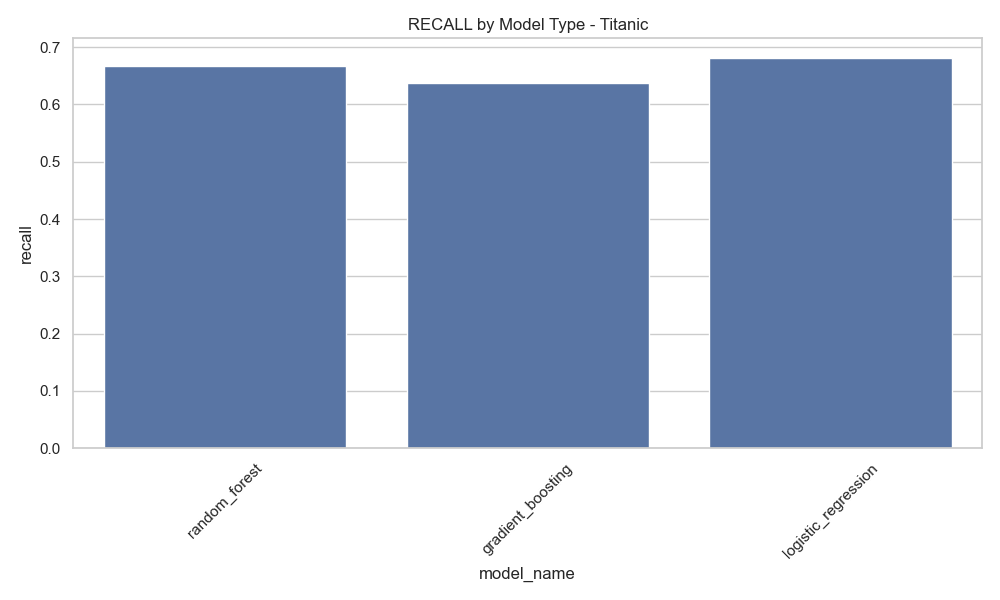 RECALL by Model Type - Titanic
recall
0.7
0.6
0.5
0.4
0.3
0.2
0.1
0.0
random_forest
gradient_boosting
logistic_regression
model_name